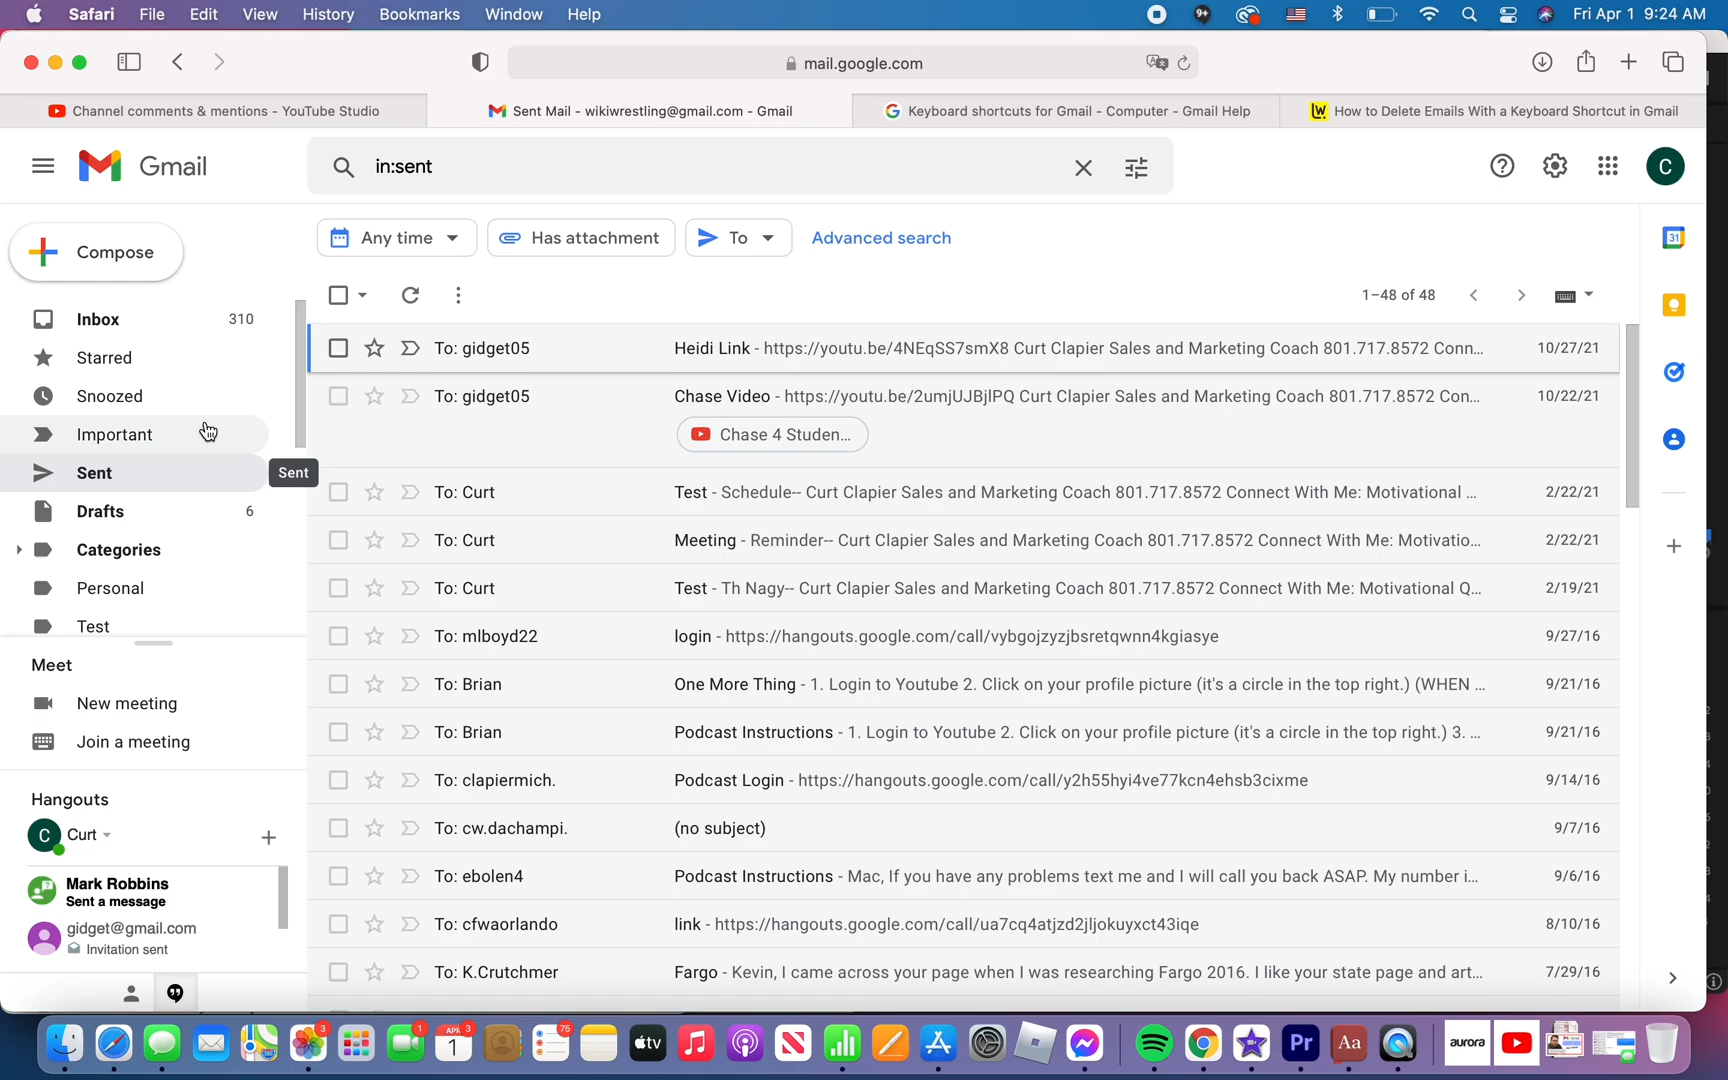 Safari File Edit View History Bookmarks Window Help 9+ Fri Apr 1 9:24 AM
mail.google.com
Channel comments & mentions - YouTube Studio
Sent Mail - wikiwrestling@gmail.com - Gmail
Keyboard shortcuts for Gmail - Computer - Gmail Help
How to Delete Emails With a Keyboard Shortcut in Gmail
Gmail
in:sent
C
Any time
Has attachment
To
Advanced search
1–48 of 48
Compose
Inbox 310
Starred
Snoozed
Important
Sent
Sent
Drafts 6
Categories
Personal
Test
Meet
New meeting
Join a meeting
Hangouts
C Curt
Mark Robbins
Sent a message
gidget@gmail.com
Invitation sent
To: gidget05 Heidi Link - https://youtu.be/4NEqSS7smX8 Curt Clapier Sales and Marketing Coach 801.717.8572 Conn... 10/27/21
To: gidget05 Chase Video - https://youtu.be/2umjUJBjlPQ Curt Clapier Sales and Marketing Coach 801.717.8572 Con... 10/22/21
Chase 4 Studen...
To: Curt Test - Schedule-- Curt Clapier Sales and Marketing Coach 801.717.8572 Connect With Me: Motivational ... 2/22/21
To: Curt Meeting - Reminder-- Curt Clapier Sales and Marketing Coach 801.717.8572 Connect With Me: Motivatio... 2/22/21
To: Curt Test - Th Nagy-- Curt Clapier Sales and Marketing Coach 801.717.8572 Connect With Me: Motivational Q... 2/19/21
To: mlboyd22 login - https://hangouts.google.com/call/vybgojzyzjbsretqwnn4kgiasye 9/27/16
To: Brian One More Thing - 1. Login to Youtube 2. Click on your profile picture (it's a circle in the top right.) (WHEN ... 9/21/16
To: Brian Podcast Instructions - 1. Login to Youtube 2. Click on your profile picture (it's a circle in the top right.) 3. ... 9/21/16
To: clapiermich. Podcast Login - https://hangouts.google.com/call/y2h55hyi4ve77kcn4ehsb3cixme 9/14/16
To: cw.dachampi. (no subject) 9/7/16
To: ebolen4 Podcast Instructions - Mac, If you have any problems text me and I will call you back ASAP. My number i... 9/6/16
To: cfwaorlando link - https://hangouts.google.com/call/ua7cq4atjzd2jljokuyxct43iqe 8/10/16
To: K.Crutchmer Fargo - Kevin, I came across your page when I was researching Fargo 2016. I like your state page and art... 7/29/16
31
3
1
APR 1
3
75
tv
Pr
Aa
aurora